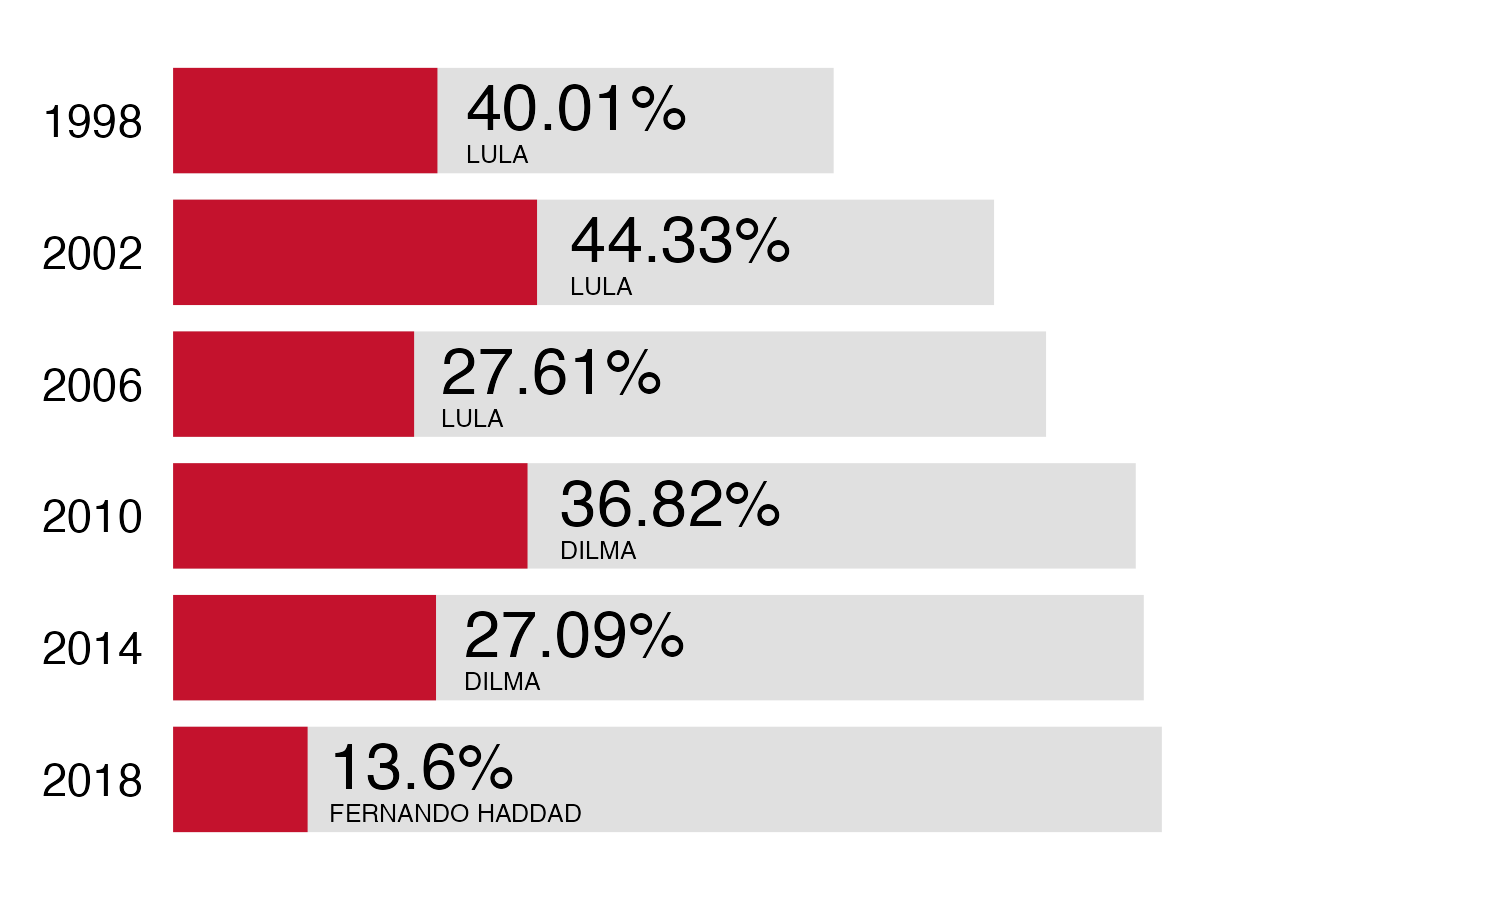 1998
40.01%
LULA
2002
44.33%
LULA
2006
27.61%
LULA
2010
36.82%
DILMA
2014
27.09%
DILMA
2018
13.6%
FERNANDO HADDAD